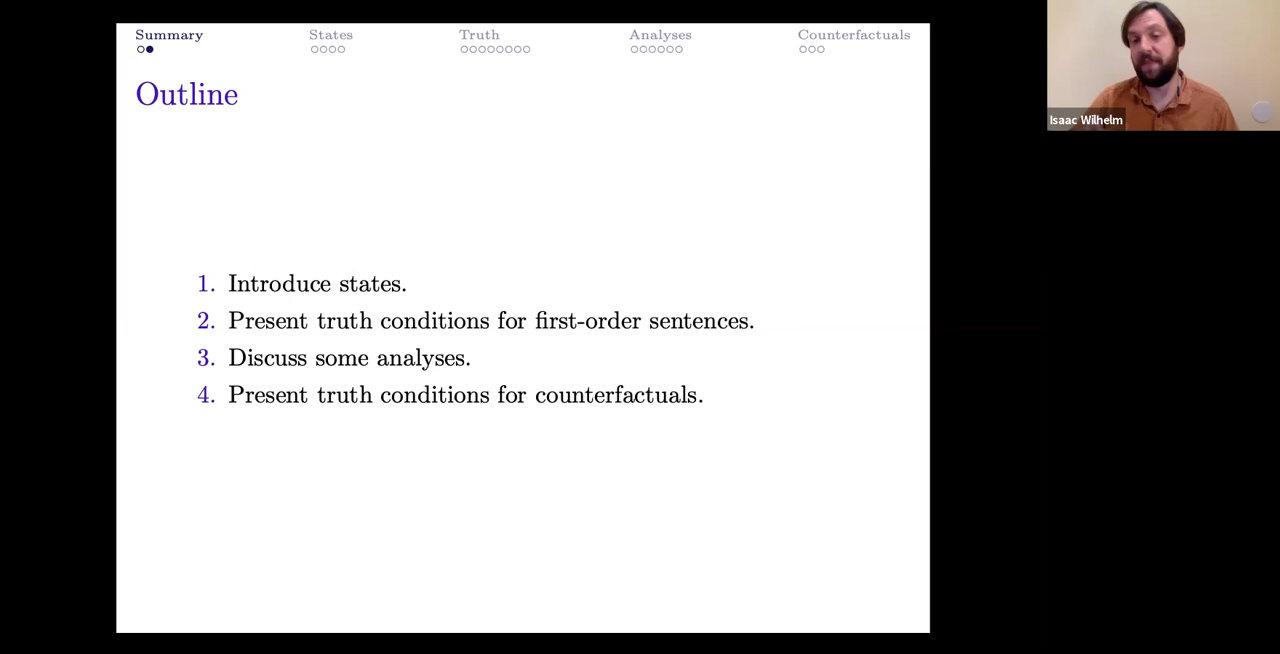 Summary
States
Truth
Analyses
Counterfactuals
Outline
1. Introduce states.
2. Present truth conditions for first-order sentences.
3. Discuss some analyses.
4. Present truth conditions for counterfactuals.
Isaac Wilhelm